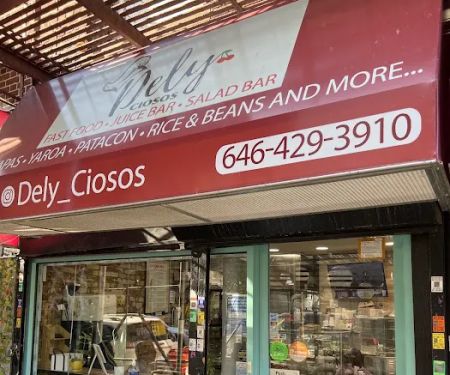 Dely
CIOSOS
FAST FOOD • JUICE BAR • SALAD BAR
APAS • YAROA • PATACON • RICE & BEANS AND MORE...
646-429-3910
Dely_Ciosos